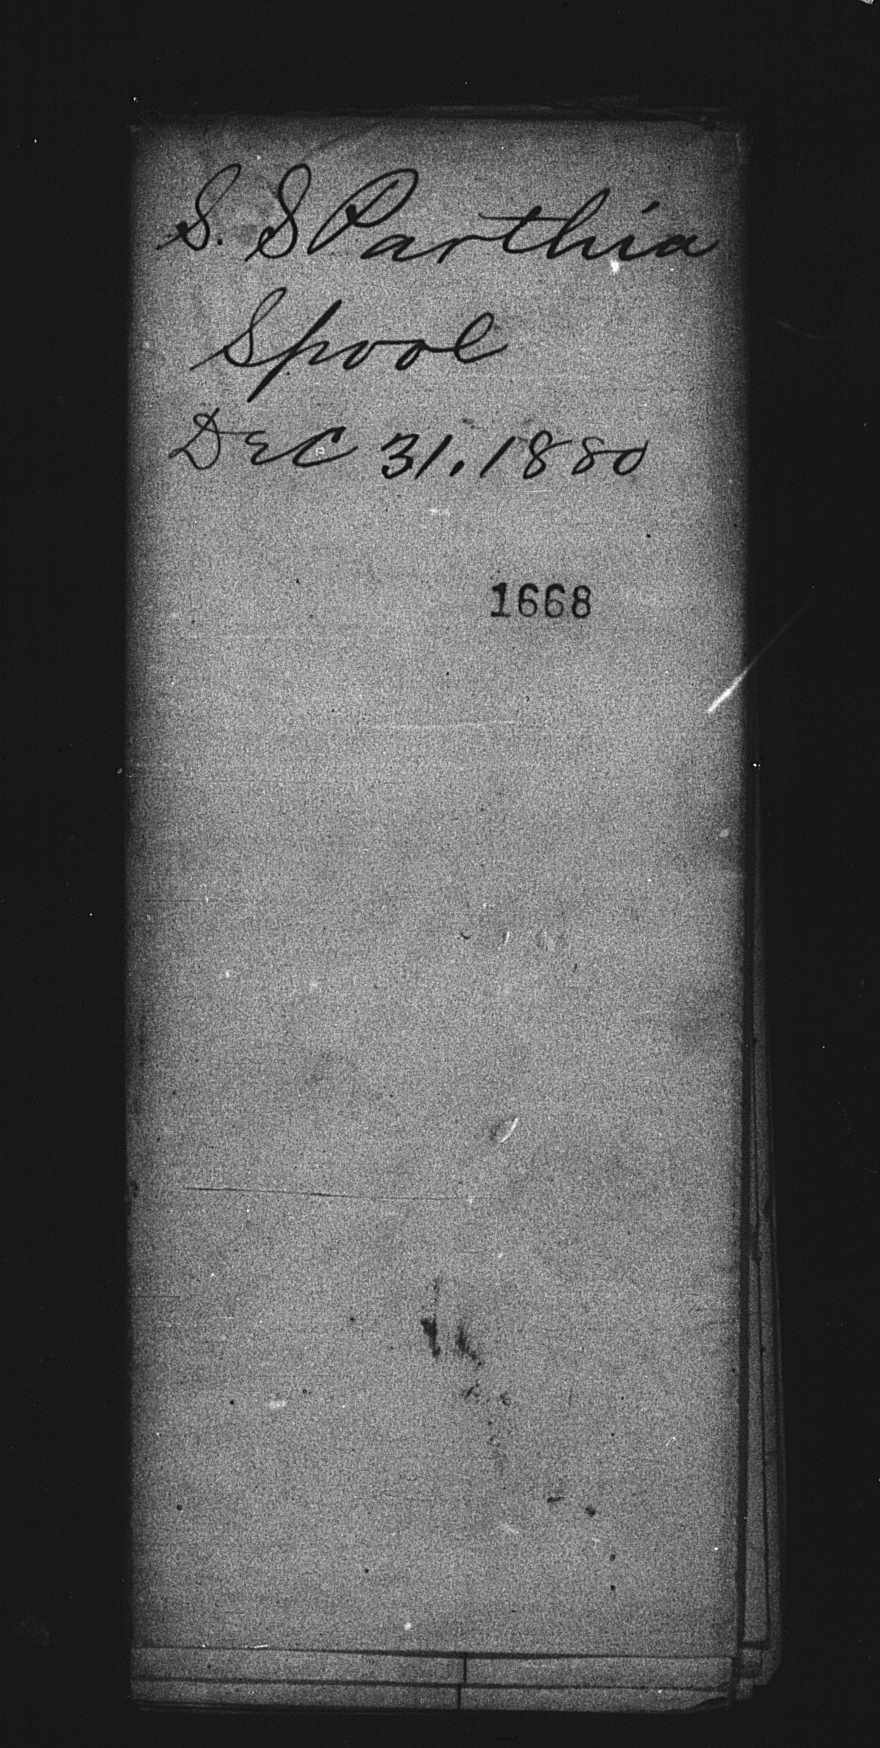 S. S Parthia
Spool
Dec 31. 1880
1668